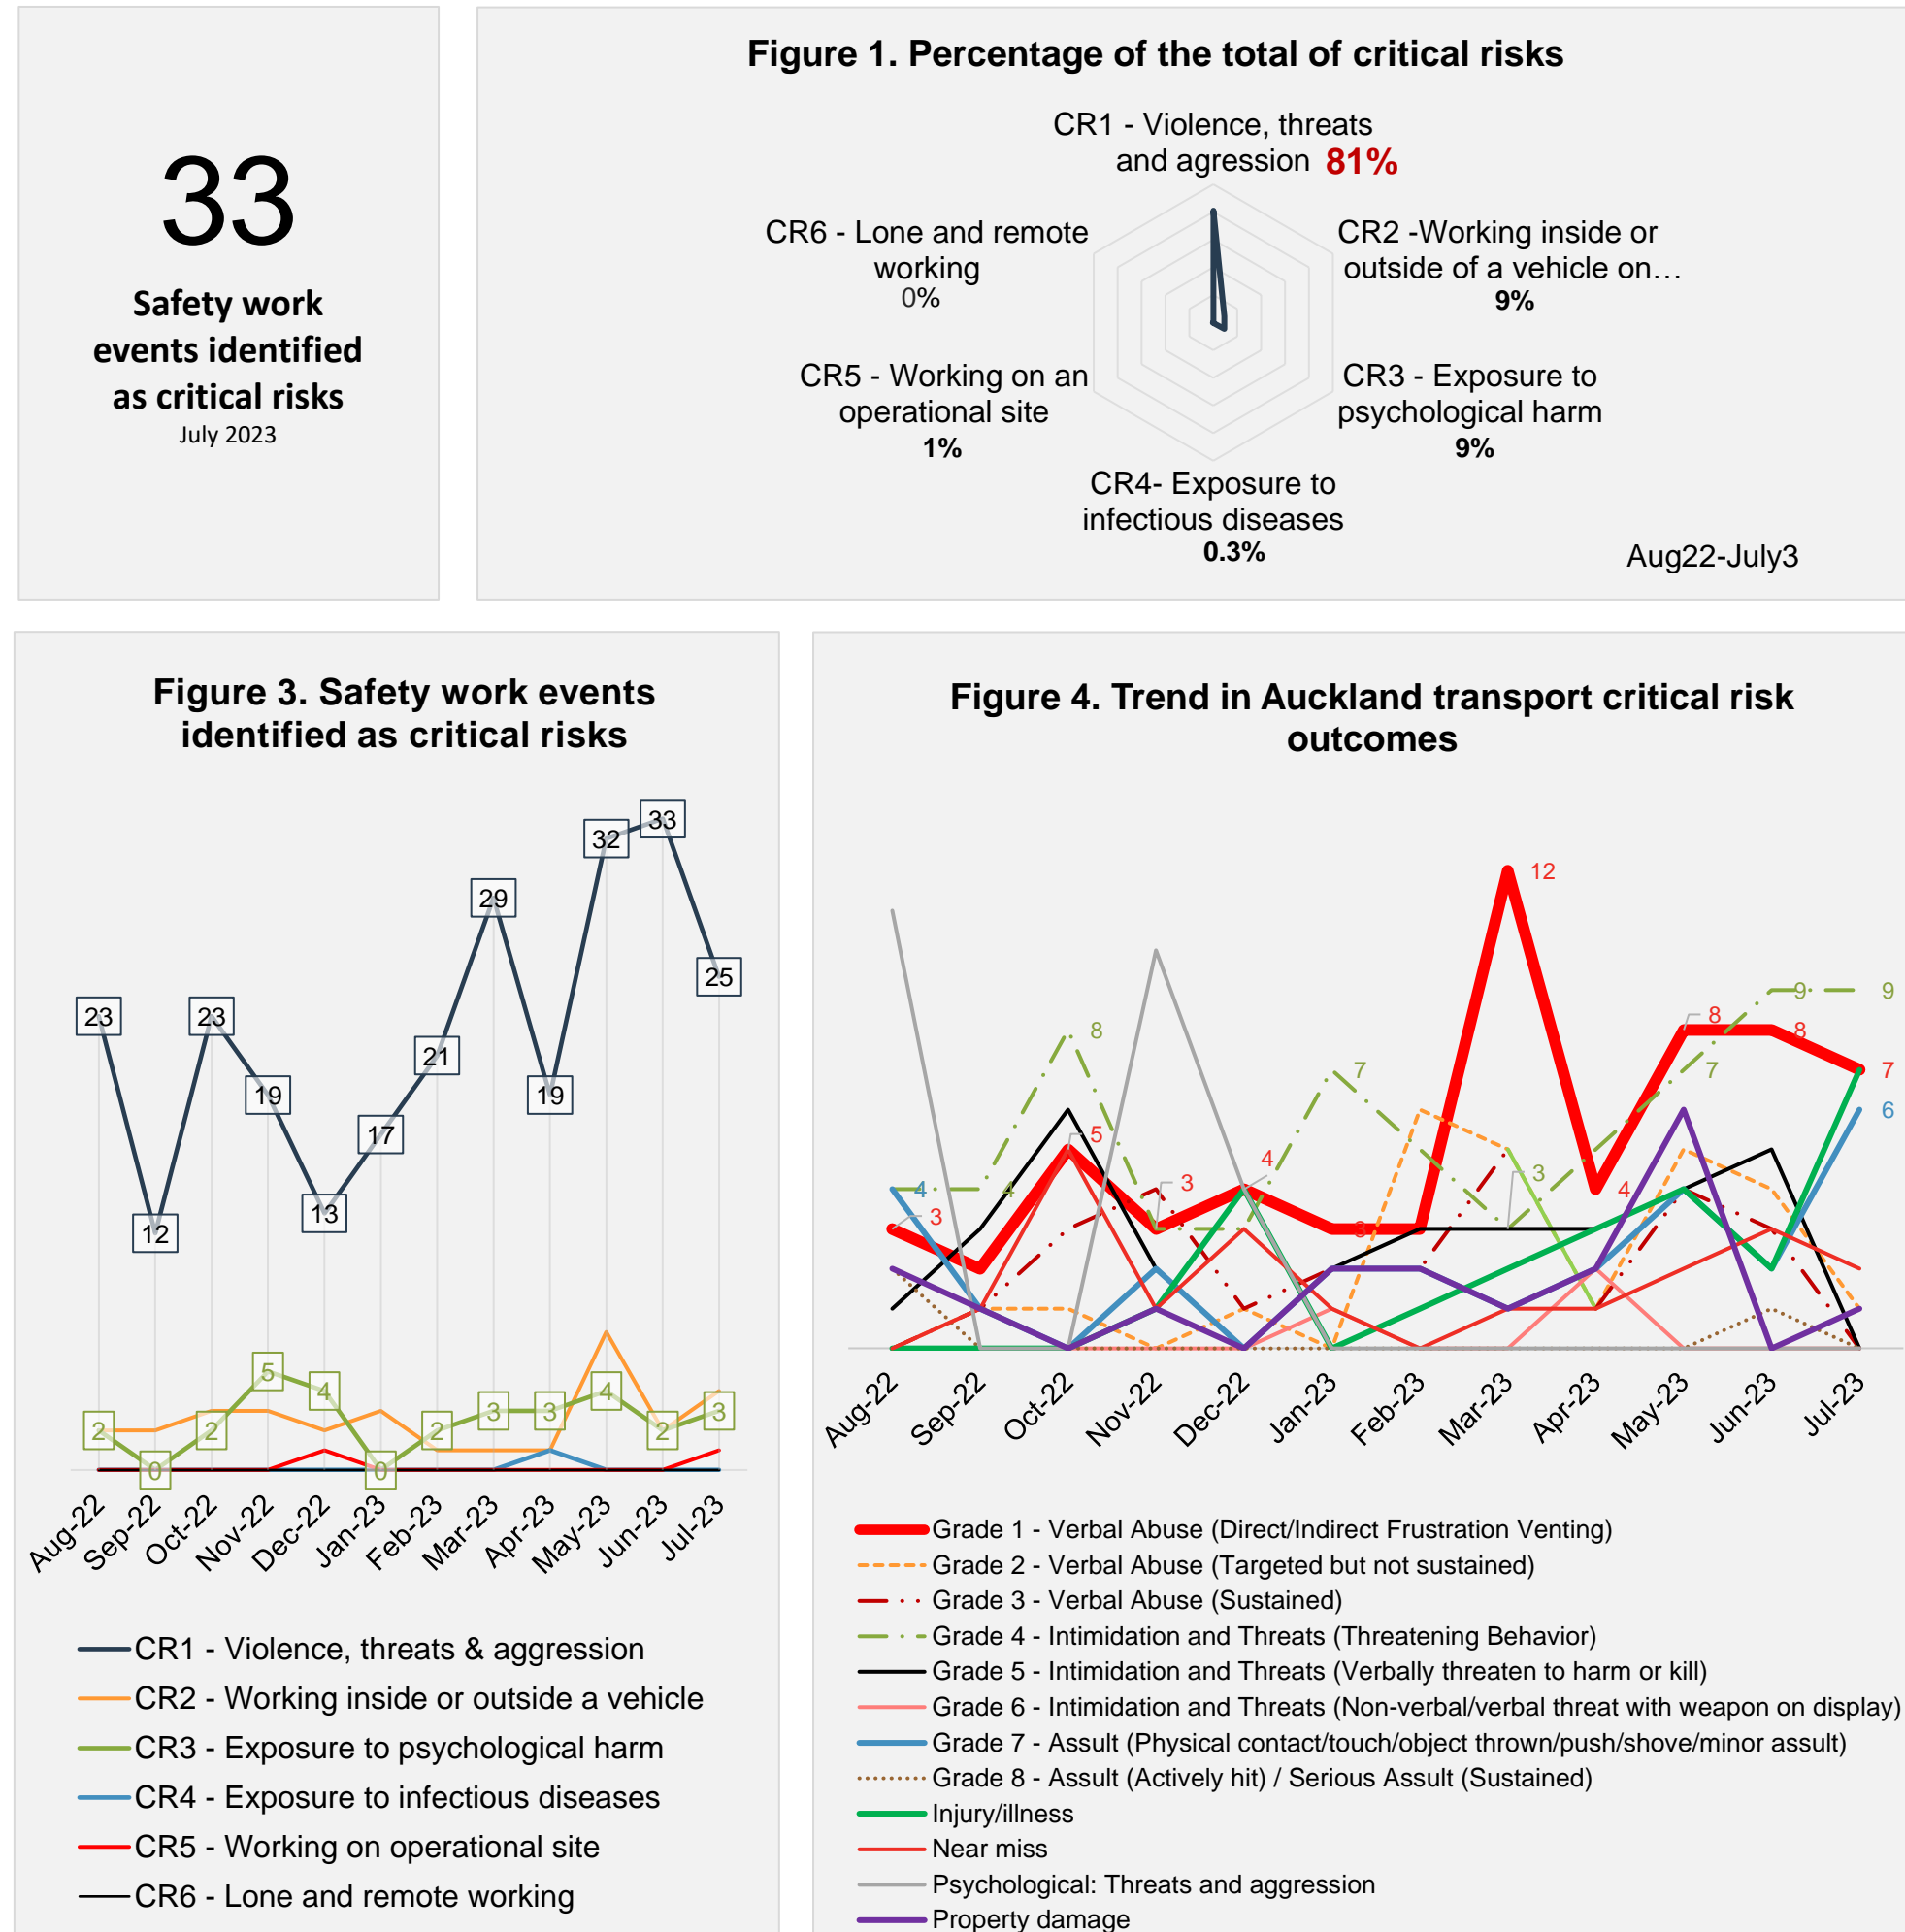 33
Safety work
events identified
as critical risks
July 2023
Figure 1. Percentage of the total of critical risks
CR1 - Violence, threats
and agression 81%
CR2 -Working inside or
outside of a vehicle on…
9%
CR3 - Exposure to
psychological harm
9%
CR4- Exposure to
infectious diseases
0.3%
CR5 - Working on an
operational site
1%
CR6 - Lone and remote
working
0%
Aug22-July3
Figure 3. Safety work events
identified as critical risks
23
12
23
19
13
17
21
29
19
32
33
25
2
0
2
5
4
0
2
3
3
4
2
3
Aug-22
Sep-22
Oct-22
Nov-22
Dec-22
Jan-23
Feb-23
Mar-23
Apr-23
May-23
Jun-23
Jul-23
CR1 - Violence, threats & aggression
CR2 - Working inside or outside a vehicle
CR3 - Exposure to psychological harm
CR4 - Exposure to infectious diseases
CR5 - Working on operational site
CR6 - Lone and remote working
Figure 4. Trend in Auckland transport critical risk
outcomes
12
9
9
8
8
8
7
7
7
6
5
4
4
4
4
3
3
3
3
Aug-22
Sep-22
Oct-22
Nov-22
Dec-22
Jan-23
Feb-23
Mar-23
Apr-23
May-23
Jun-23
Jul-23
Grade 1 - Verbal Abuse (Direct/Indirect Frustration Venting)
Grade 2 - Verbal Abuse (Targeted but not sustained)
Grade 3 - Verbal Abuse (Sustained)
Grade 4 - Intimidation and Threats (Threatening Behavior)
Grade 5 - Intimidation and Threats (Verbally threaten to harm or kill)
Grade 6 - Intimidation and Threats (Non-verbal/verbal threat with weapon on display)
Grade 7 - Assult (Physical contact/touch/object thrown/push/shove/minor assult)
Grade 8 - Assult (Actively hit) / Serious Assult (Sustained)
Injury/illness
Near miss
Psychological: Threats and aggression
Property damage